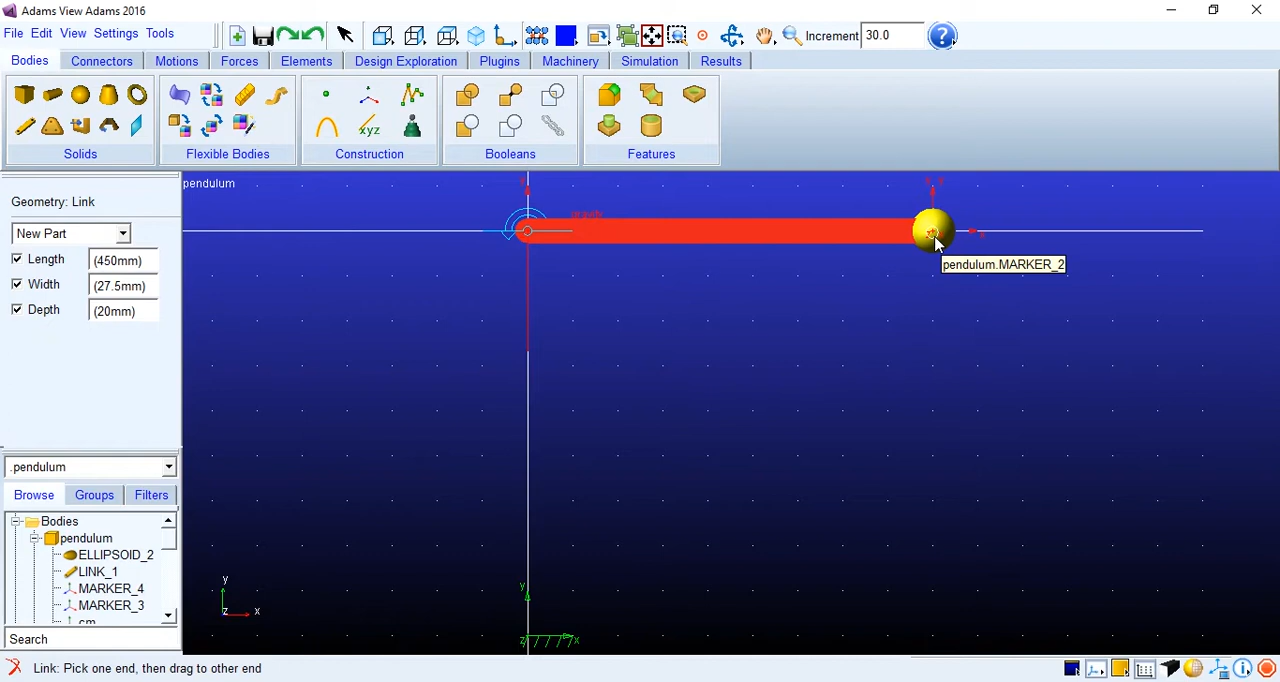 Adams View Adams 2016
File Edit View Settings Tools
Increment 30.0
Bodies Connectors Motions Forces Elements Design Exploration Plugins Machinery Simulation Results
xyz
Solids Flexible Bodies Construction Booleans Features
pendulum
Geometry: Link
New Part
Length (450mm)
Width (27.5mm)
Depth (20mm)
x
pendulum.MARKER_2
.pendulum
Browse Groups Filters
Bodies
pendulum
ELLIPSOID_2
LINK_1
MARKER_4
MARKER_3
cm
Search
y
z x
y
z x
Link: Pick one end, then drag to other end